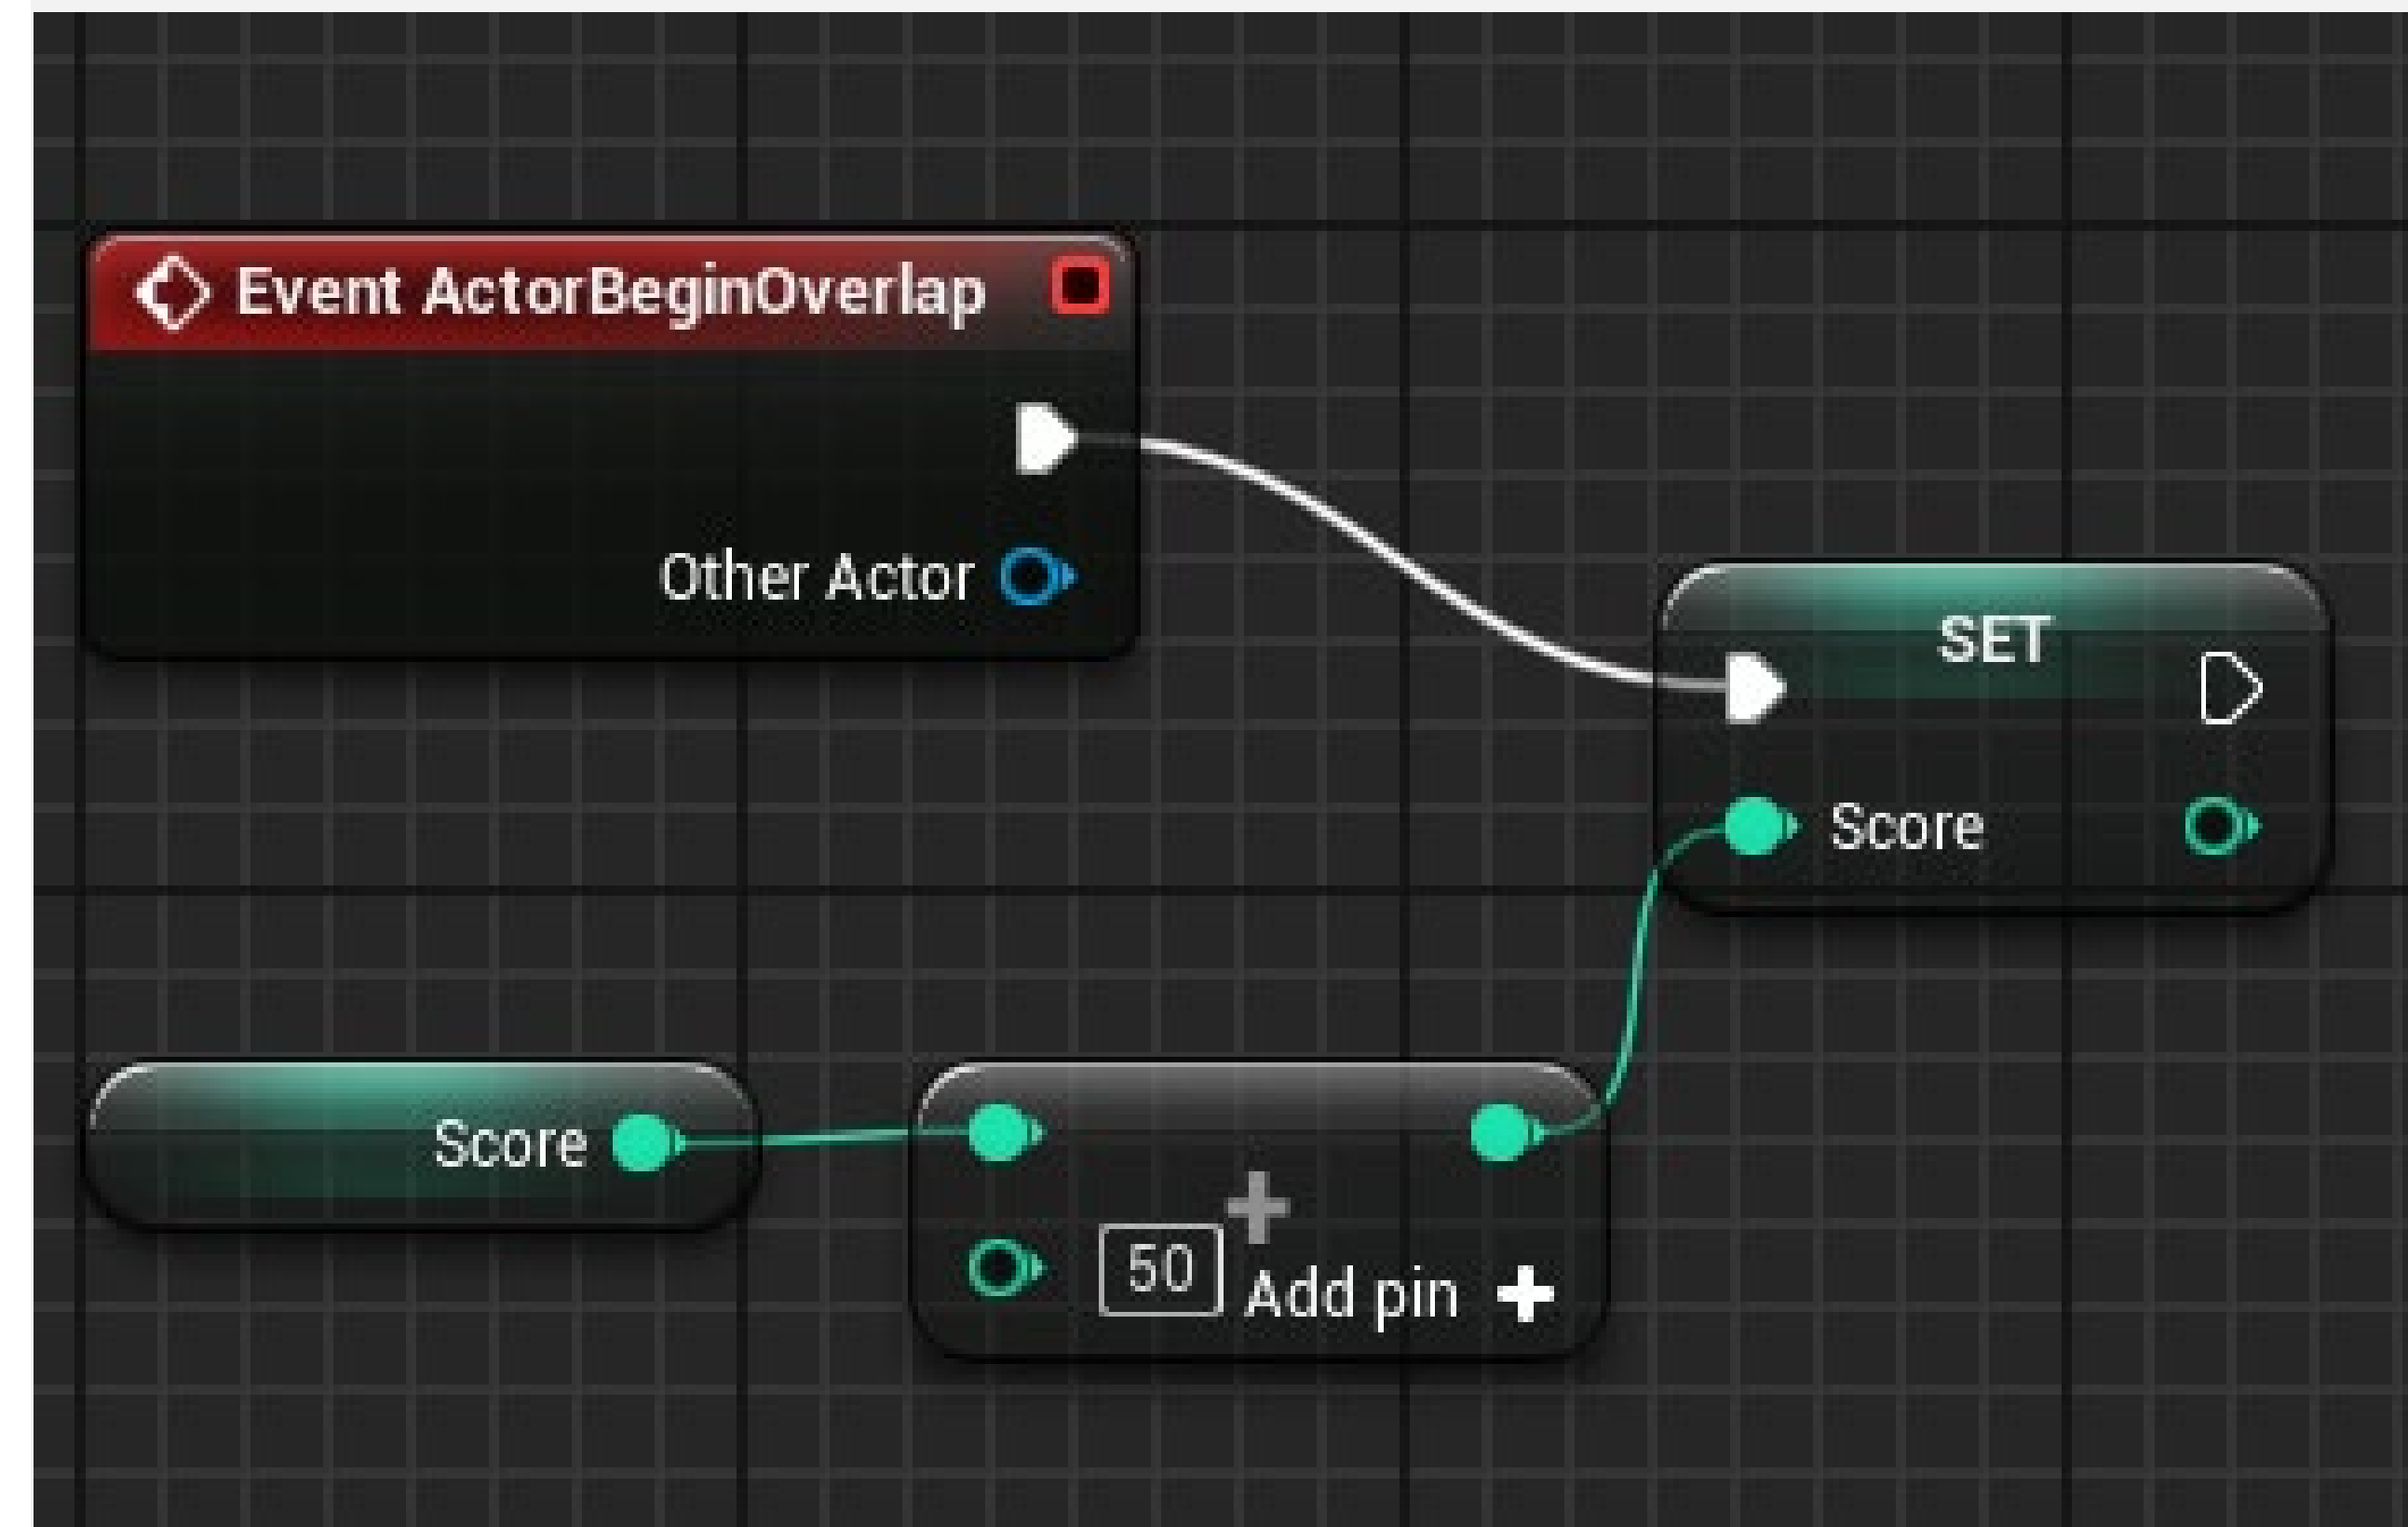 Event ActorBeginOverlap
Other Actor
SET
Score
Score
50
Add pin